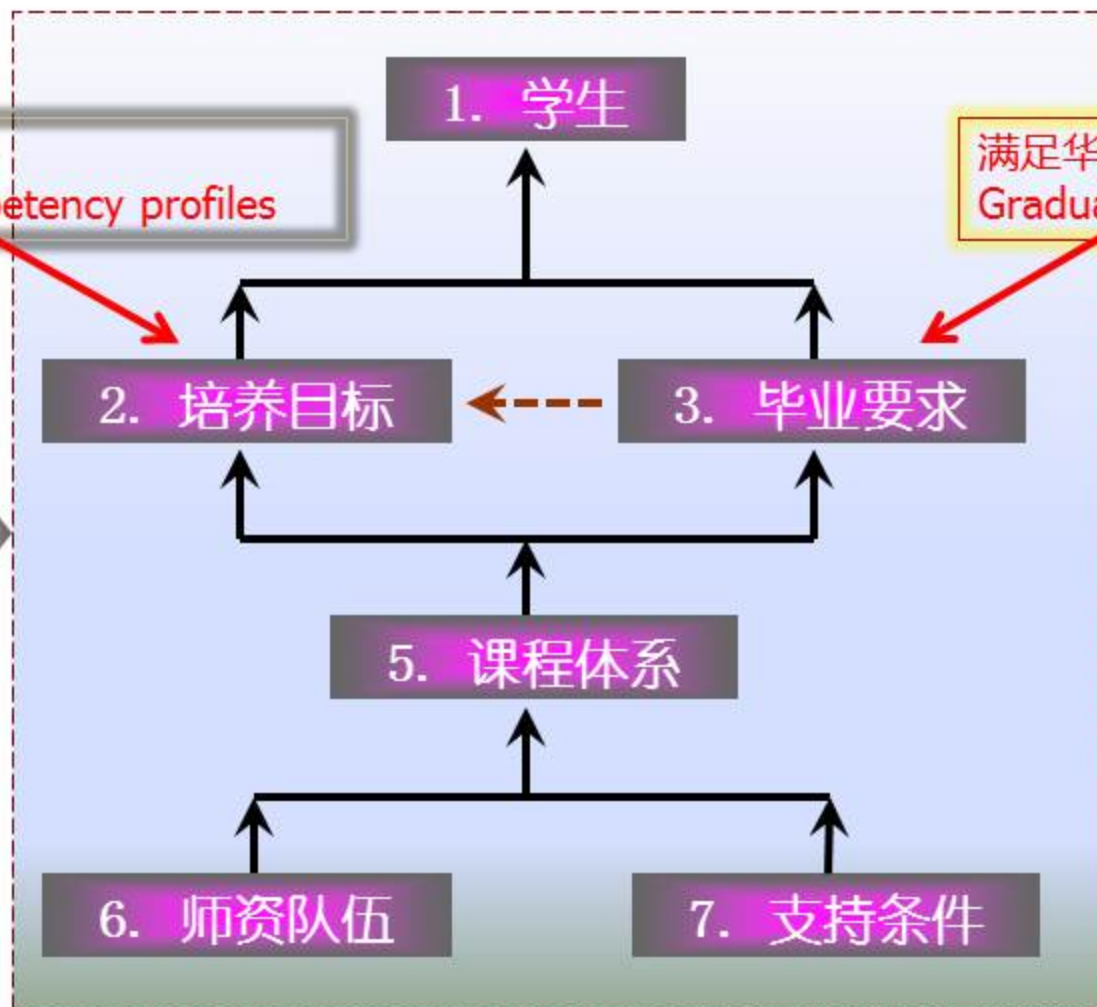 1. 学生
petency profiles
满足华
Gradua
2. 培养目标
3. 毕业要求
5. 课程体系
6. 师资队伍
7. 支持条件